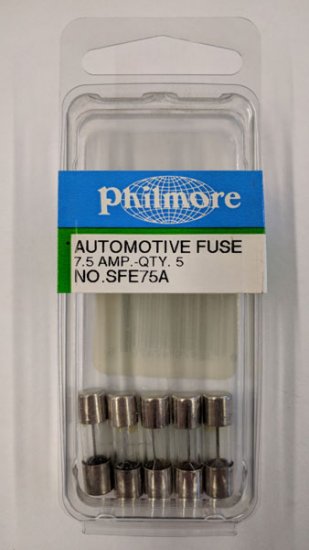 Philmore
AUTOMOTIVE FUSE
7.5 AMP.-QTY. 5
NO.SFE75A